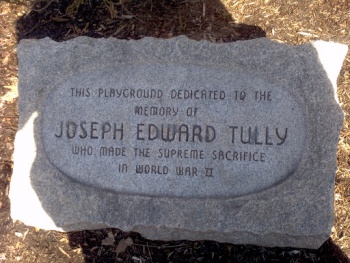 THIS PLAYGROUND DEDICATED TO THE
MEMORY OF
JOSEPH EDWARD TULLY
WHO MADE THE SUPREME SACRIFICE
IN WORLD WAR II